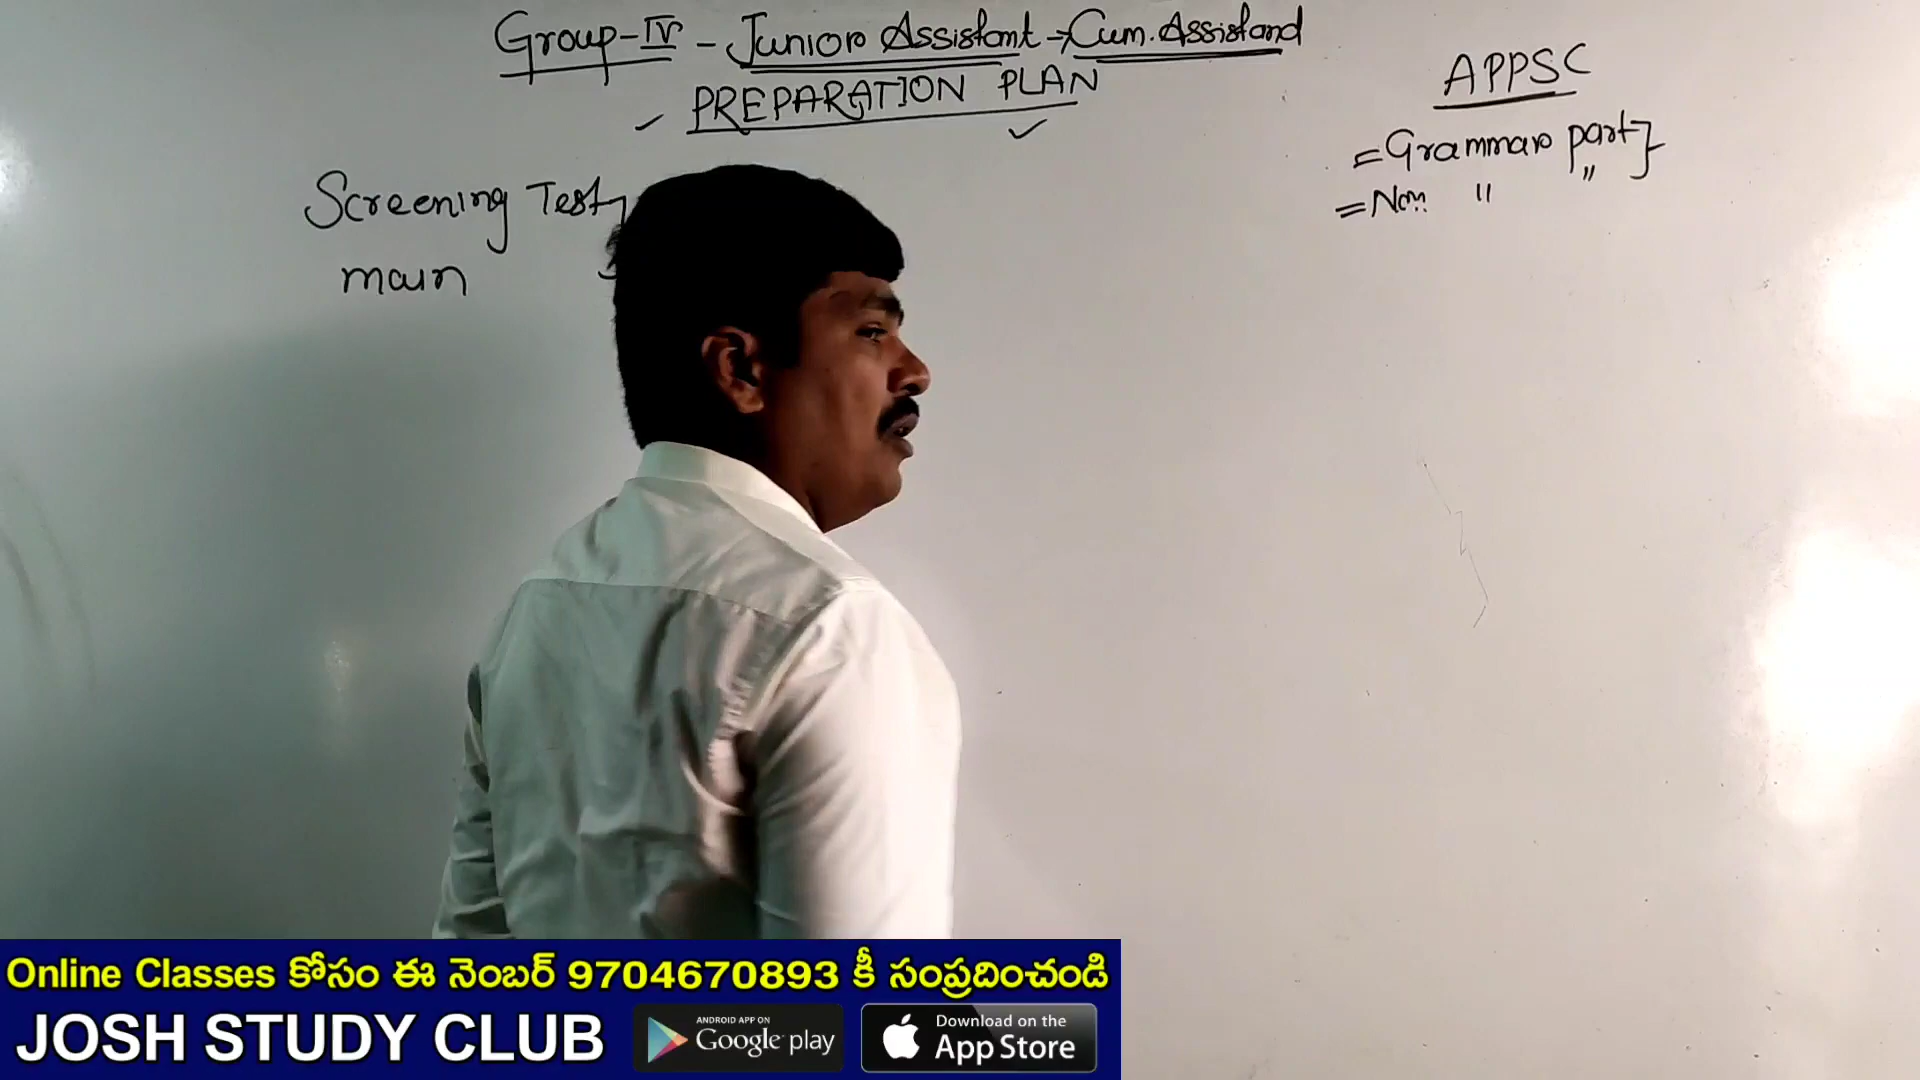 Group-IV - Junior Assistant → Cum. Assistand
PREPARATION PLAN
Screening Test
main
APPSC
= Grammar part }
= Non " "
Online Classes కోసం ఈ నెంబర్ 9704670893 కీ సంప్రదించండి
JOSH STUDY CLUB
ANDROID APP ON
Google play
Download on the
App Store